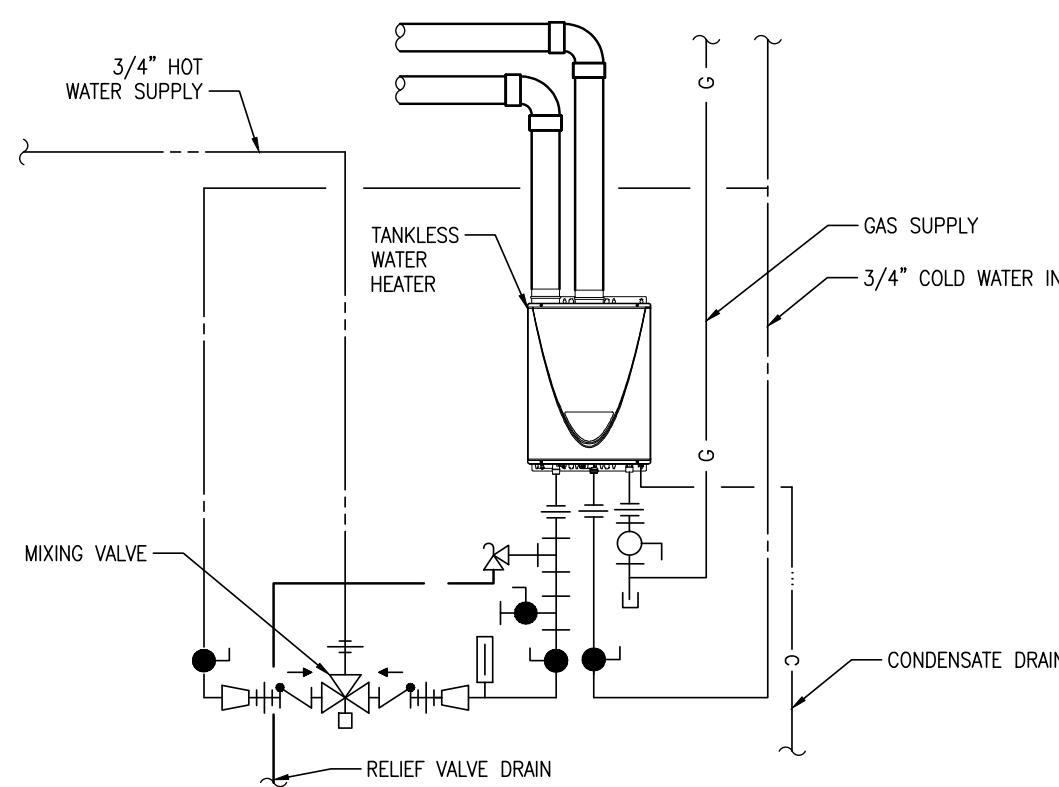 3/4” HOT
WATER SUPPLY
G
TANKLESS
WATER
HEATER
GAS SUPPLY
3/4” COLD WATER IN
G
MIXING VALVE
C
CONDENSATE DRAIN
RELIEF VALVE DRAIN